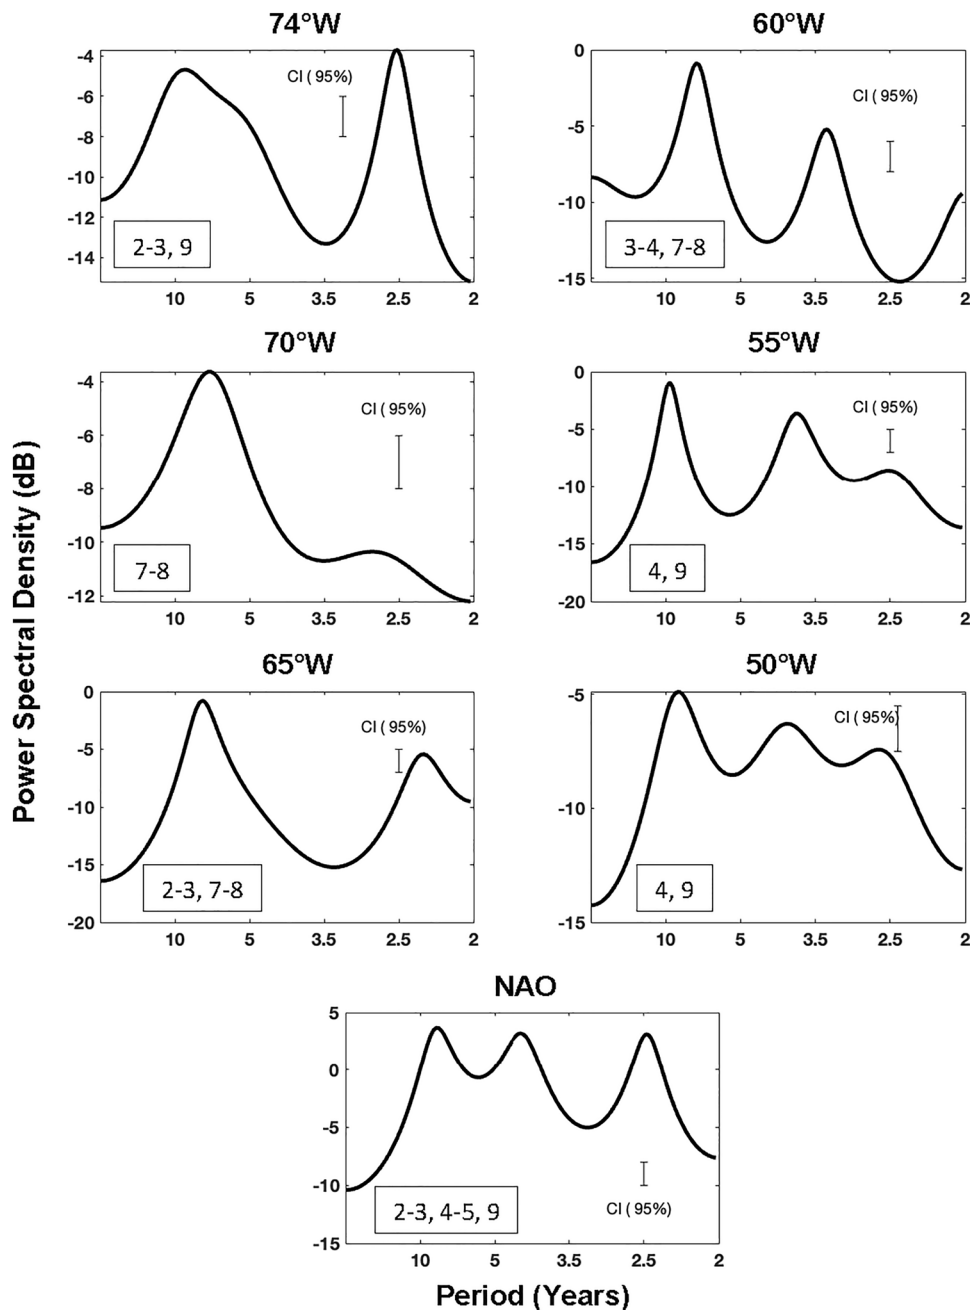 74°W
-4
-6
-8
-10
-12
-14
CI ( 95%)
2-3, 9
10 5 3.5 2.5 2
60°W
0
-5
-10
-15
CI ( 95%)
3-4, 7-8
10 5 3.5 2.5 2
70°W
-4
-6
-8
-10
-12
CI ( 95%)
7-8
10 5 3.5 2.5 2
55°W
0
-5
-10
-15
-20
CI ( 95%)
4, 9
10 5 3.5 2.5 2
Power Spectral Density (dB)
65°W
0
-5
-10
-15
-20
CI ( 95%)
2-3, 7-8
10 5 3.5 2.5 2
50°W
-5
-10
-15
CI ( 95%)
4, 9
10 5 3.5 2.5 2
NAO
5
0
-5
-10
-15
CI ( 95%)
2-3, 4-5, 9
10 5 3.5 2.5 2
Period (Years)